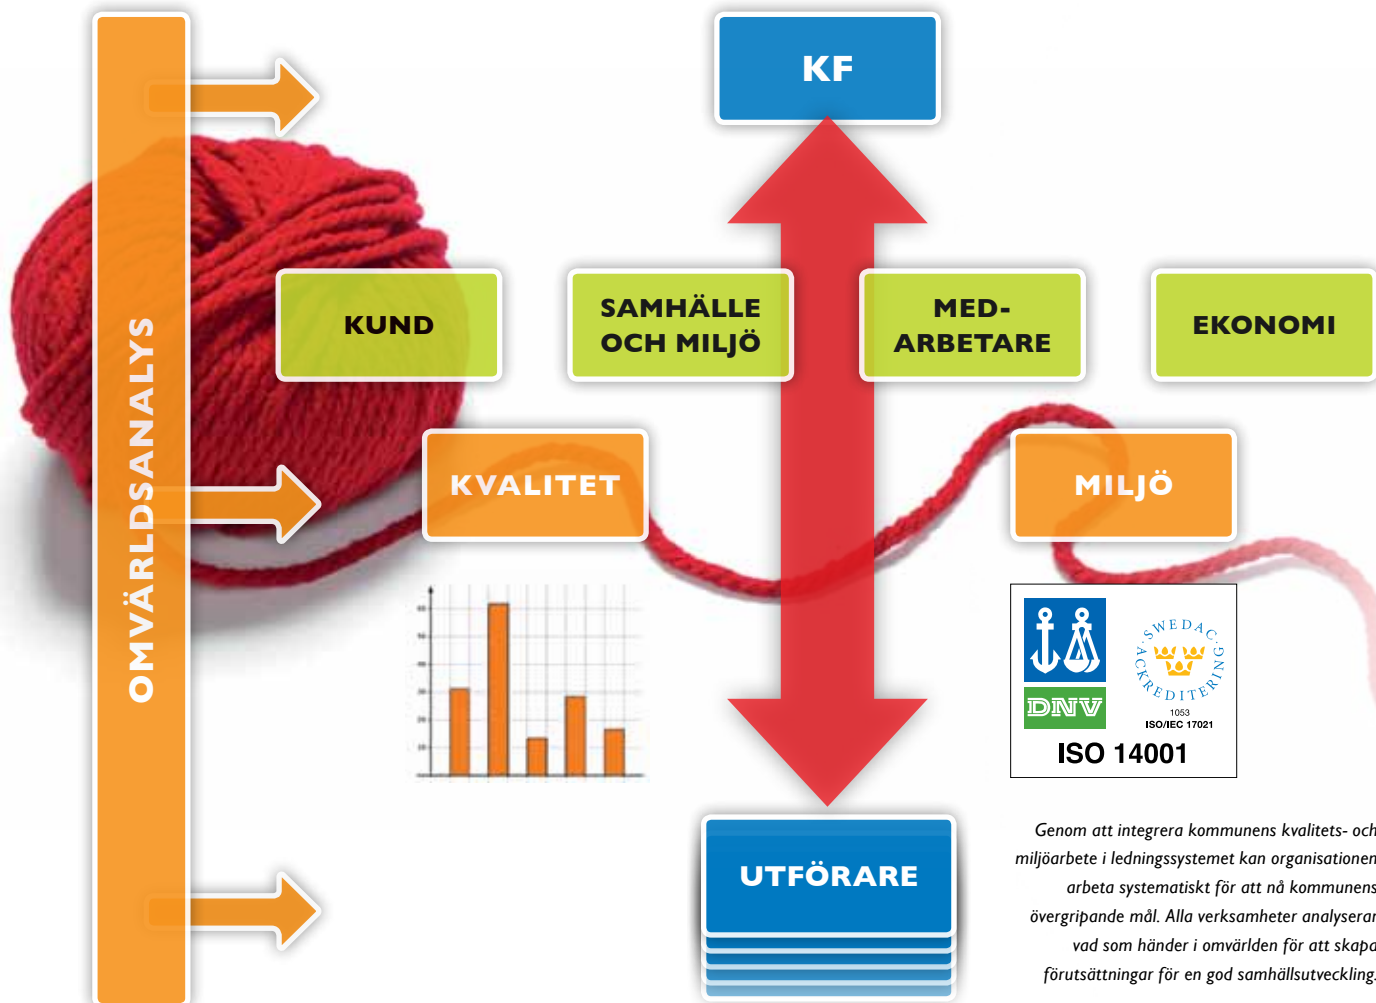 OMVÄRLDSANALYS
KF
KUND
SAMHÄLLE
OCH MILJÖ
MED-
ARBETARE
EKONOMI
KVALITET
MILJÖ
SWEDAC
ACKREDITERING
DNV
1053
ISO/IEC 17021
ISO 14001
UTFÖRARE
Genom att integrera kommunens kvalitets- och
miljöarbete i ledningssystemet kan organisationen
arbeta systematiskt för att nå kommunens
övergripande mål. Alla verksamheter analyserar
vad som händer i omvärlden för att skapa
förutsättningar för en god samhällsutveckling.